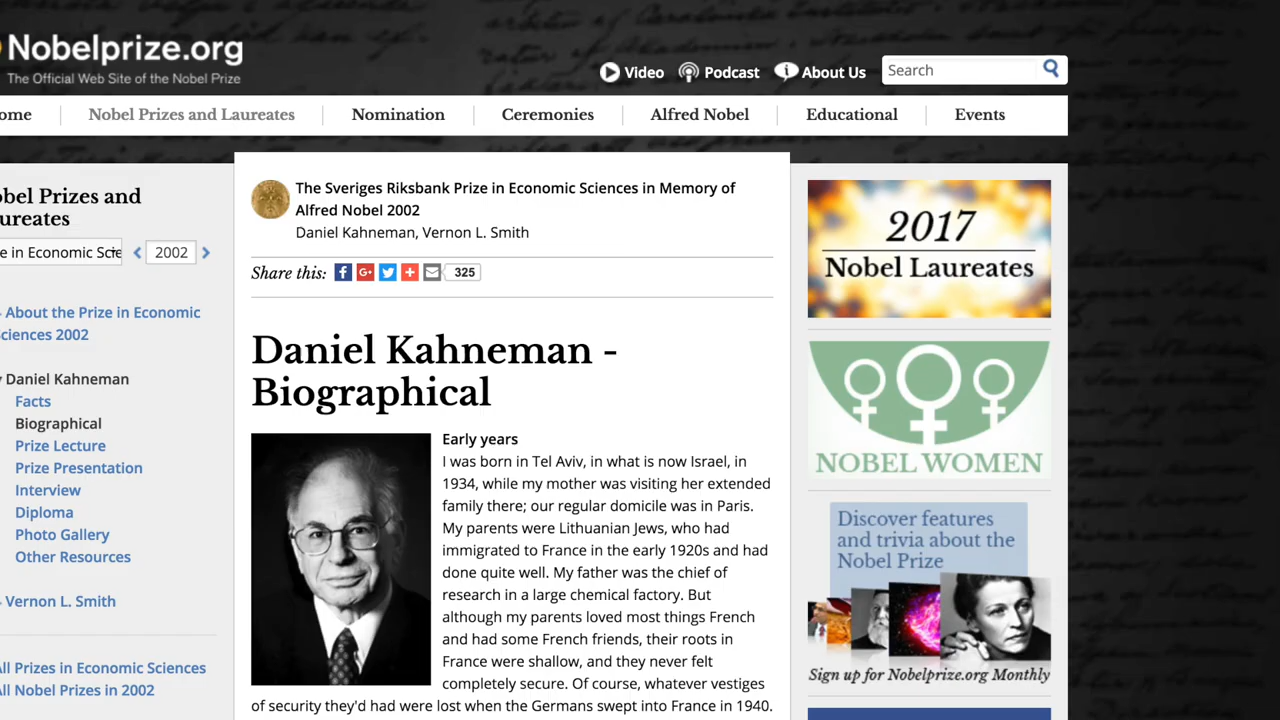 Nobelprize.org
The Official Web Site of the Nobel Prize
Video
Podcast
About Us
Search
ome
Nobel Prizes and Laureates
Nomination
Ceremonies
Alfred Nobel
Educational
Events
obel Prizes and
aureates
e in Economic Scie
2002
About the Prize in Economic
Sciences 2002
Daniel Kahneman
Facts
Biographical
Prize Lecture
Prize Presentation
Interview
Diploma
Photo Gallery
Other Resources
Vernon L. Smith
All Prizes in Economic Sciences
All Nobel Prizes in 2002
The Sveriges Riksbank Prize in Economic Sciences in Memory of
Alfred Nobel 2002
Daniel Kahneman, Vernon L. Smith
Share this:
325
Daniel Kahneman -
Biographical
Early years
I was born in Tel Aviv, in what is now Israel, in
1934, while my mother was visiting her extended
family there; our regular domicile was in Paris.
My parents were Lithuanian Jews, who had
immigrated to France in the early 1920s and had
done quite well. My father was the chief of
research in a large chemical factory. But
although my parents loved most things French
and had some French friends, their roots in
France were shallow, and they never felt
completely secure. Of course, whatever vestiges
of security they'd had were lost when the Germans swept into France in 1940.
2017
Nobel Laureates
NOBEL WOMEN
Discover features
and trivia about the
Nobel Prize
Sign up for Nobelprize.org Monthly